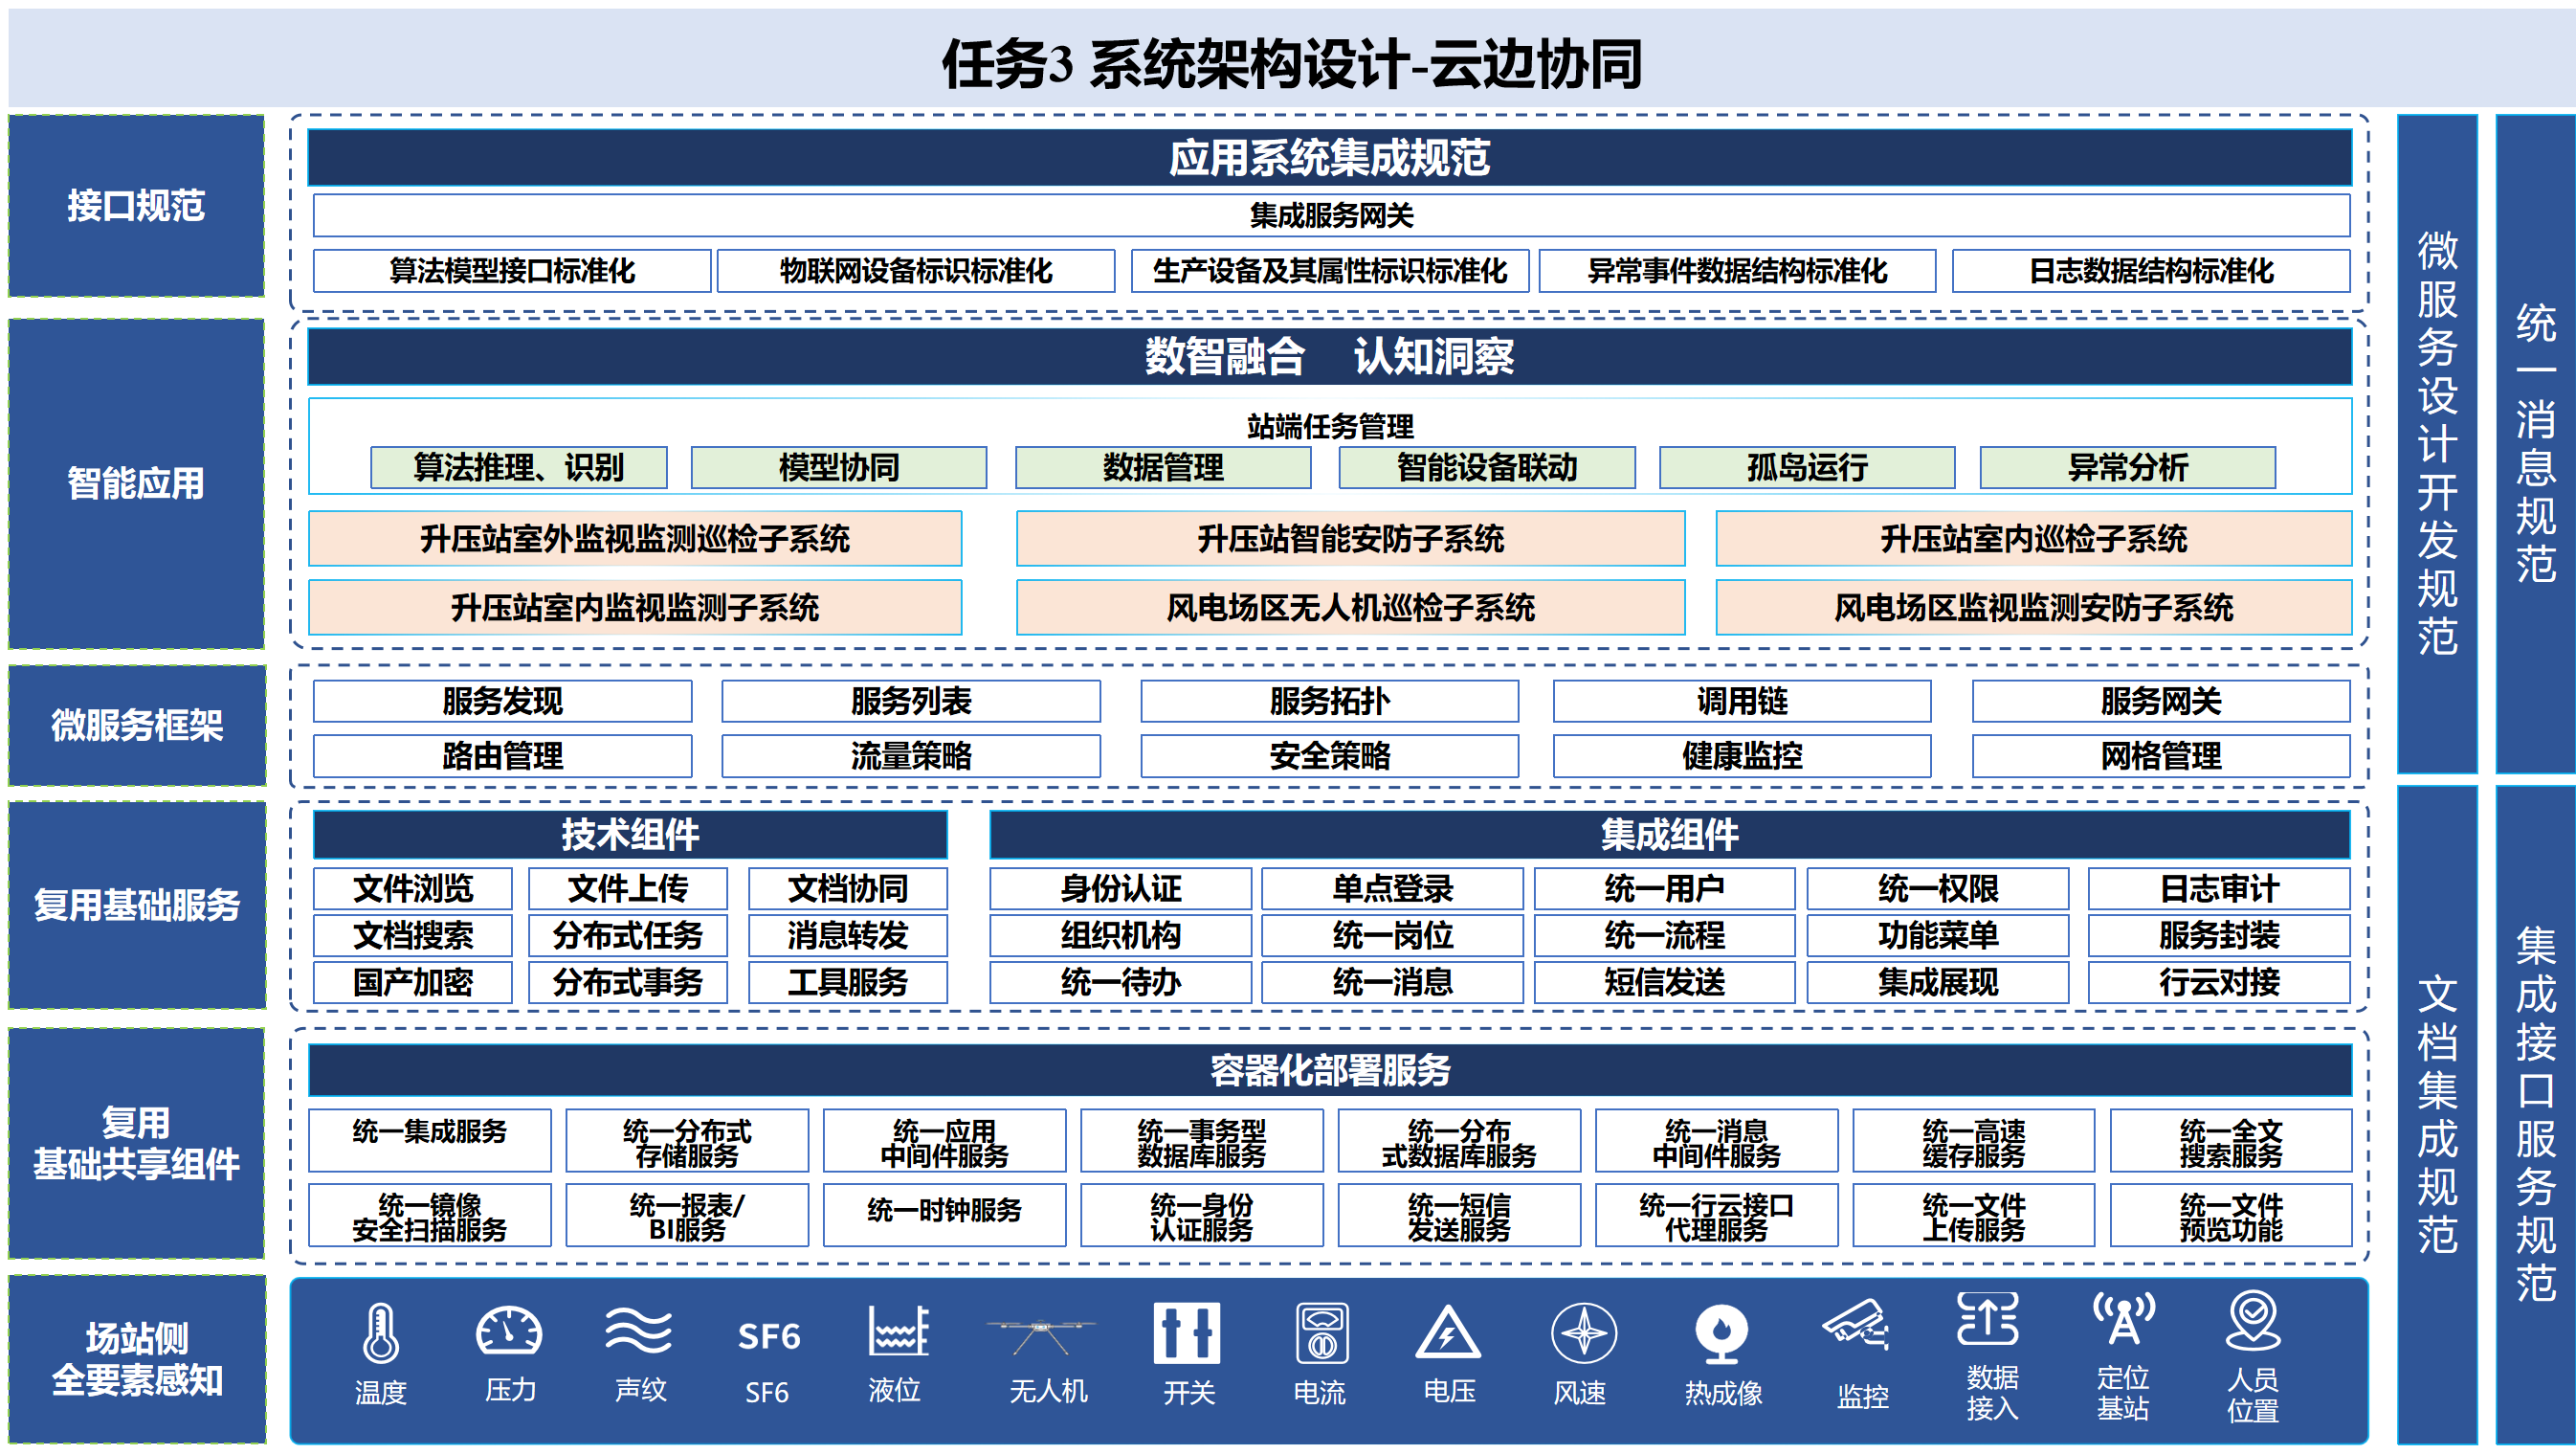 任务3 系统架构设计-云边协同
接口规范
应用系统集成规范
集成服务网关
算法模型接口标准化
物联网设备标识标准化
生产设备及其属性标识标准化
异常事件数据结构标准化
日志数据结构标准化
智能应用
数智融合 认知洞察
站端任务管理
算法推理、识别
模型协同
数据管理
智能设备联动
孤岛运行
异常分析
升压站室外监视监测巡检子系统
升压站智能安防子系统
升压站室内巡检子系统
升压站室内监视监测子系统
风电场区无人机巡检子系统
风电场区监视监测安防子系统
微服务框架
服务发现
服务列表
服务拓扑
调用链
服务网关
路由管理
流量策略
安全策略
健康监控
网格管理
复用基础服务
技术组件
文件浏览
文件上传
文档协同
文档搜索
分布式任务
消息转发
国产加密
分布式事务
工具服务
集成组件
身份认证
单点登录
统一用户
统一权限
日志审计
组织机构
统一岗位
统一流程
功能菜单
服务封装
统一待办
统一消息
短信发送
集成展现
行云对接
复用
基础共享组件
容器化部署服务
统一集成服务
统一分布式
存储服务
统一应用
中间件服务
统一事务型
数据库服务
统一分布
式数据库服务
统一消息
中间件服务
统一高速
缓存服务
统一全文
搜索服务
统一镜像
安全扫描服务
统一报表/
BI服务
统一时钟服务
统一身份
认证服务
统一短信
发送服务
统一行云接口
代理服务
统一文件
上传服务
统一文件
预览功能
场站侧
全要素感知
温度
压力
声纹
SF6
SF6
液位
无人机
开关
电流
电压
风速
热成像
监控
数据
接入
定位
基站
人员
位置
微服务设计开发规范
统一消息规范
文档集成规范
集成接口服务规范